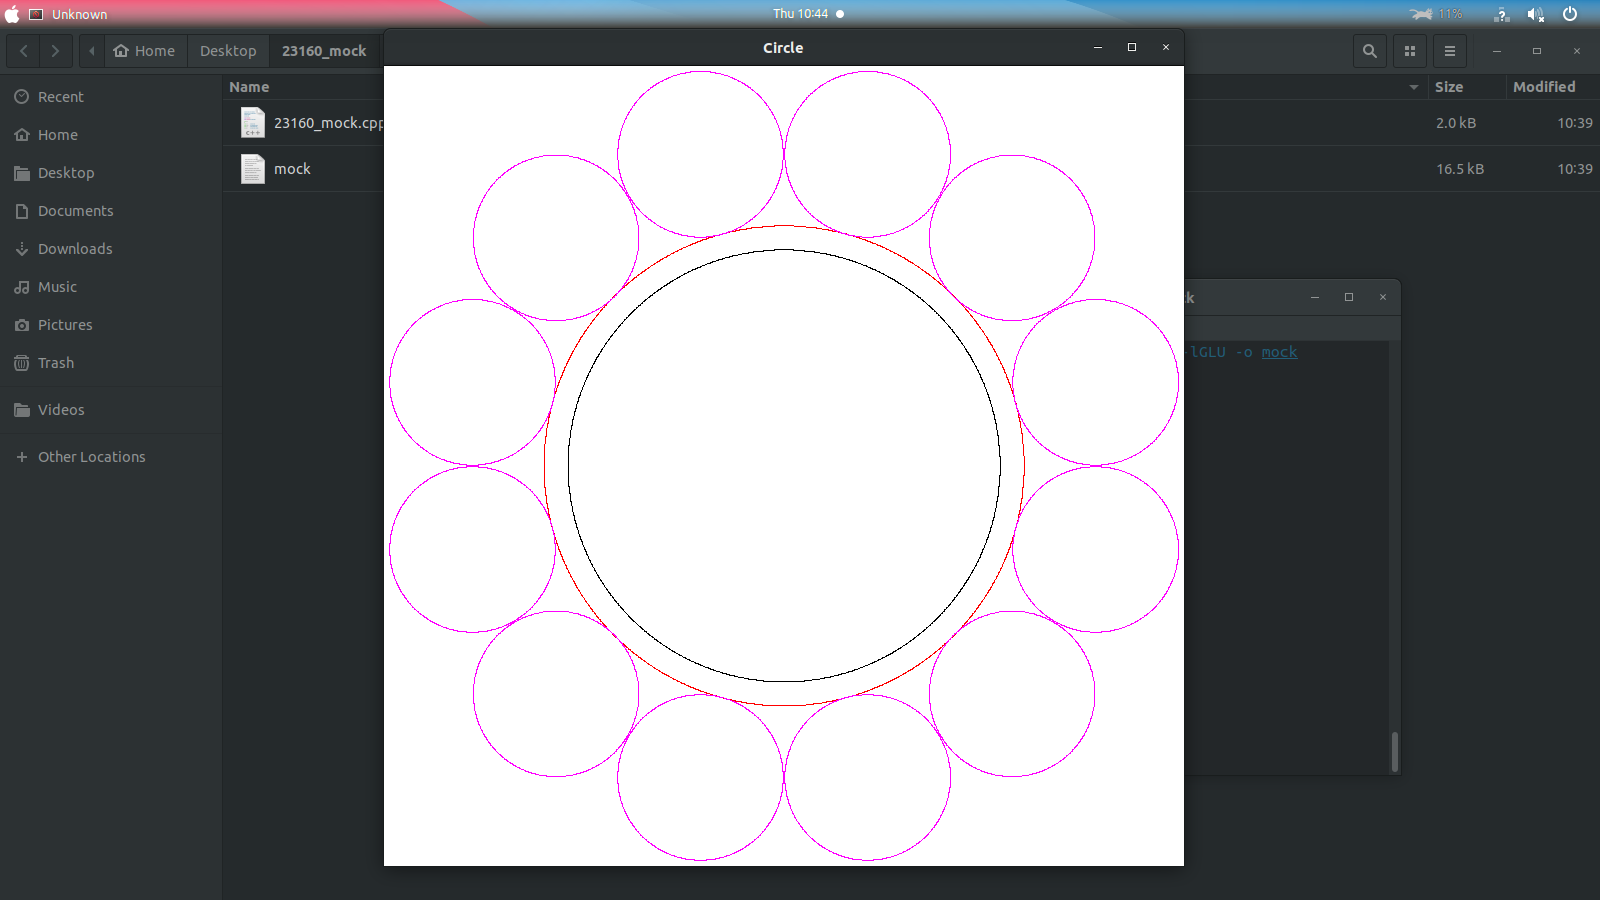 Unknown
Thu 10:44
11%
Home
Desktop
23160_mock
Circle
Name
Size
Modified
Recent
Home
Desktop
Documents
Downloads
Music
Pictures
Trash
Videos
Other Locations
23160_mock.cpp
2.0 kB
10:39
mock
16.5 kB
10:39
-lGLU -o mock